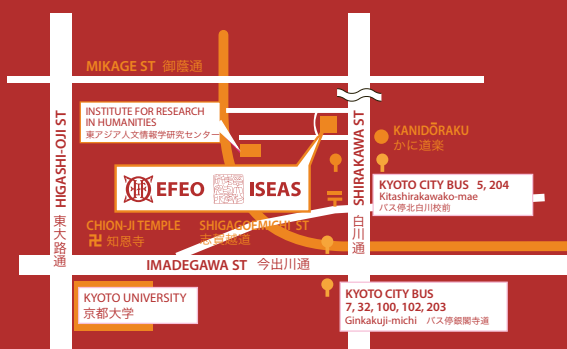 MIKAGE ST 御蔭通
INSTITUTE FOR RESEARCH
IN HUMANITIES
東アジア人文情報学研究センター
HIGASHI-OJI ST 東大路通
SHIRAKAWA ST 白川通
KANIDŌRAKU
かに道楽
EFEO ISEAS
KYOTO CITY BUS 5, 204
Kitashirakawako-mae
バス停北白川校前
CHION-JI TEMPLE
卍 知恩寺
SHIGAGOEMICHI ST
志賀越道
IMADEGAWA ST 今出川通
KYOTO UNIVERSITY
京都大学
KYOTO CITY BUS
7, 32, 100, 102, 203
Ginkakuji-michi バス停銀閣寺道